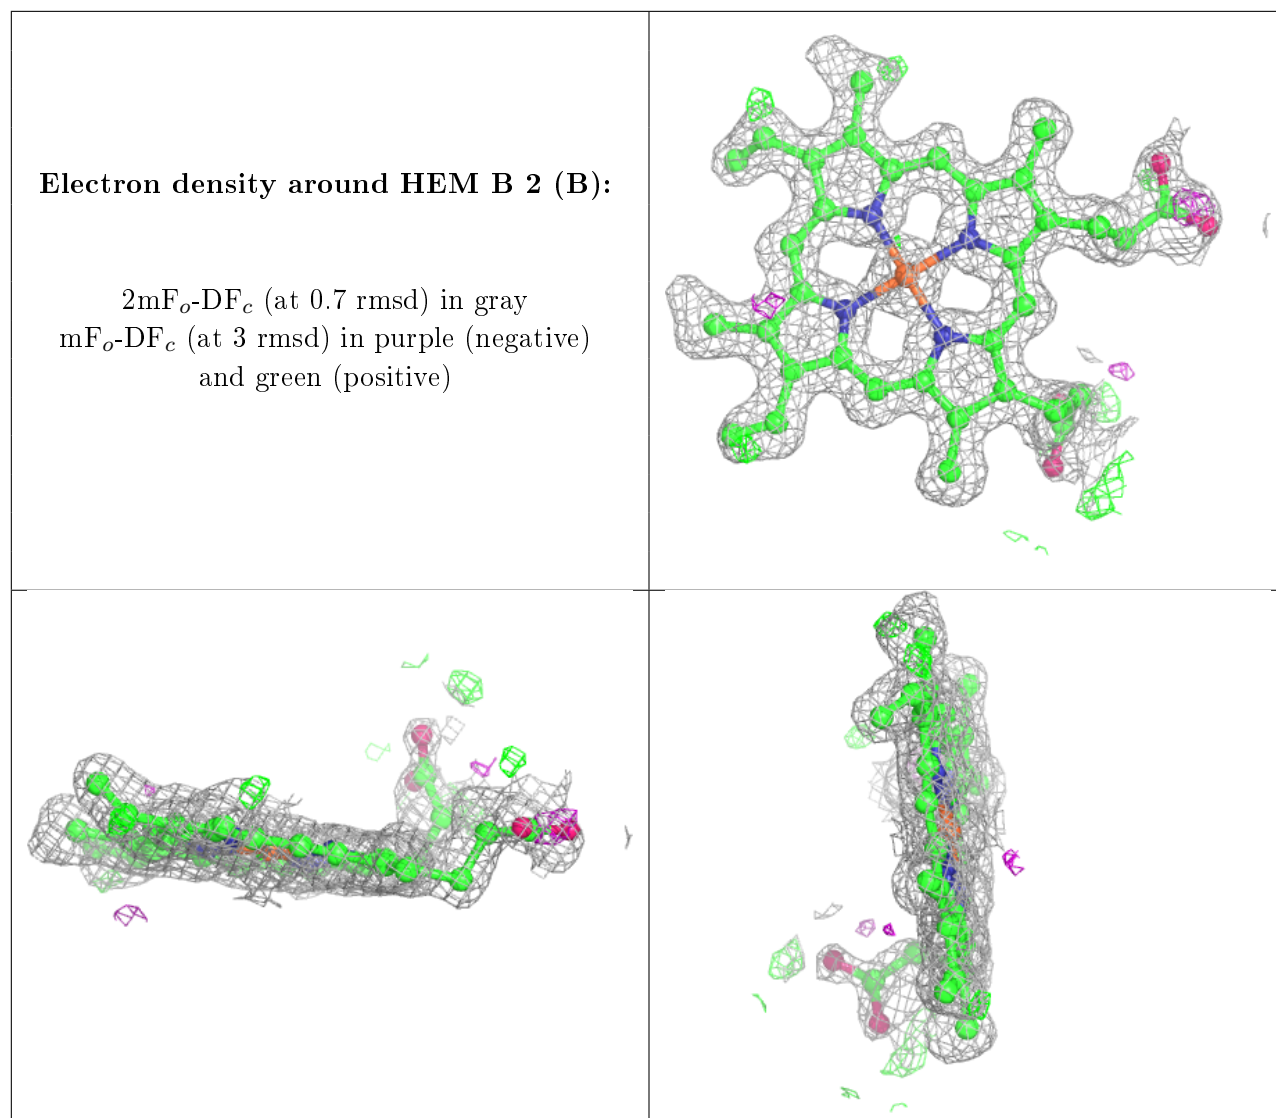 Electron density around HEM B 2 (B):
2mFₒ-DF𝒸 (at 0.7 rmsd) in gray
mFₒ-DF𝒸 (at 3 rmsd) in purple (negative)
and green (positive)